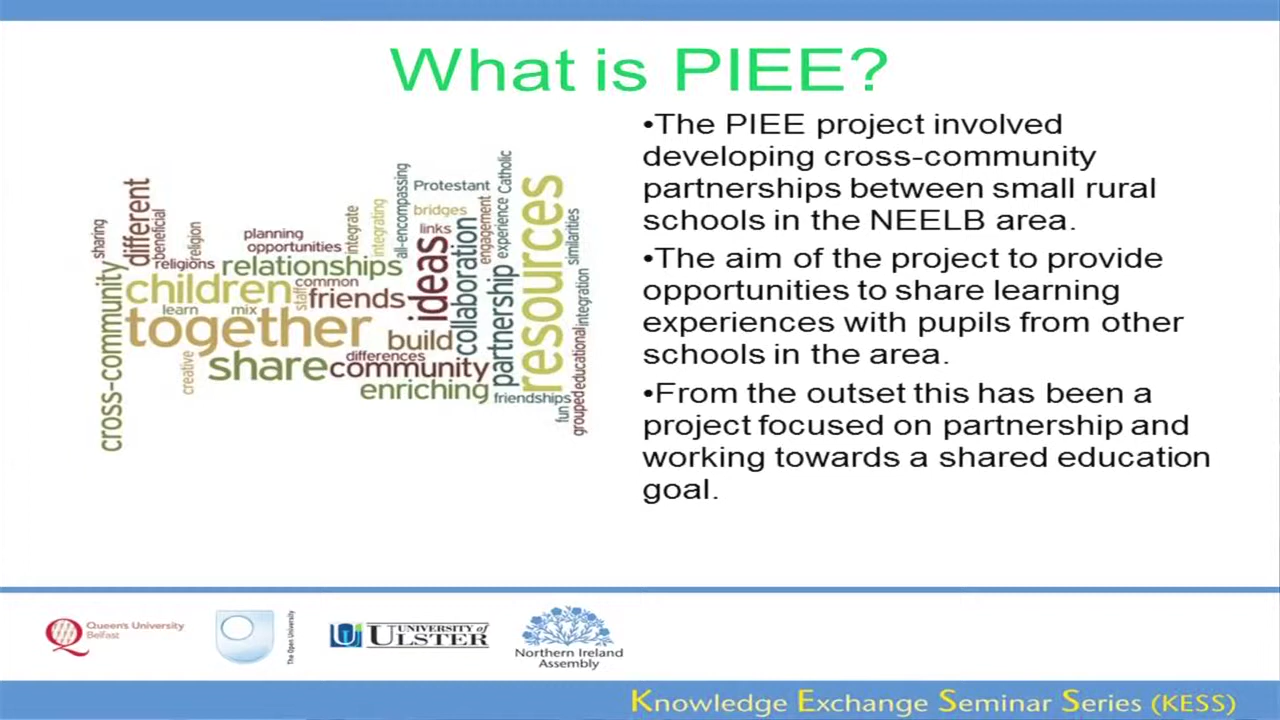 What is PIEE?
•The PIEE project involved
developing cross-community
partnerships between small rural
schools in the NEELB area.
•The aim of the project to provide
opportunities to share learning
experiences with pupils from other
schools in the area.
•From the outset this has been a
project focused on partnership and
working towards a shared education
goal.
sharing
different
beneficial
religion
religions
planning
opportunities
integrate
integrating
all-encompassing
Protestant
bridges
links
engagement
experience
Catholic
resources
similarities
relationships
ideas
collaboration
cross-community
children
common
staff
friends
learn
mix
together
build
partnership
integration
creative
share
differences
community
enriching
friendships
fun
grouped
educational
Queen's University
Belfast
The Open University
UNIVERSITY of
ULSTER
Northern Ireland
Assembly
Knowledge Exchange Seminar Series (KESS)